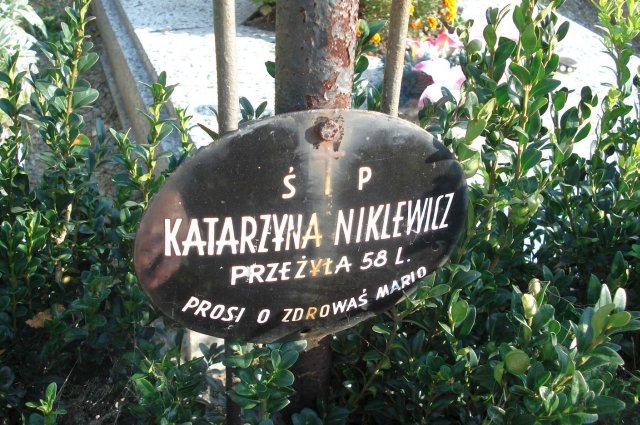 Ś P
KATARZYNA NIKLEWICZ
PRZEŻYŁA 58 L.
PROSI O ZDROWAŚ MARIO